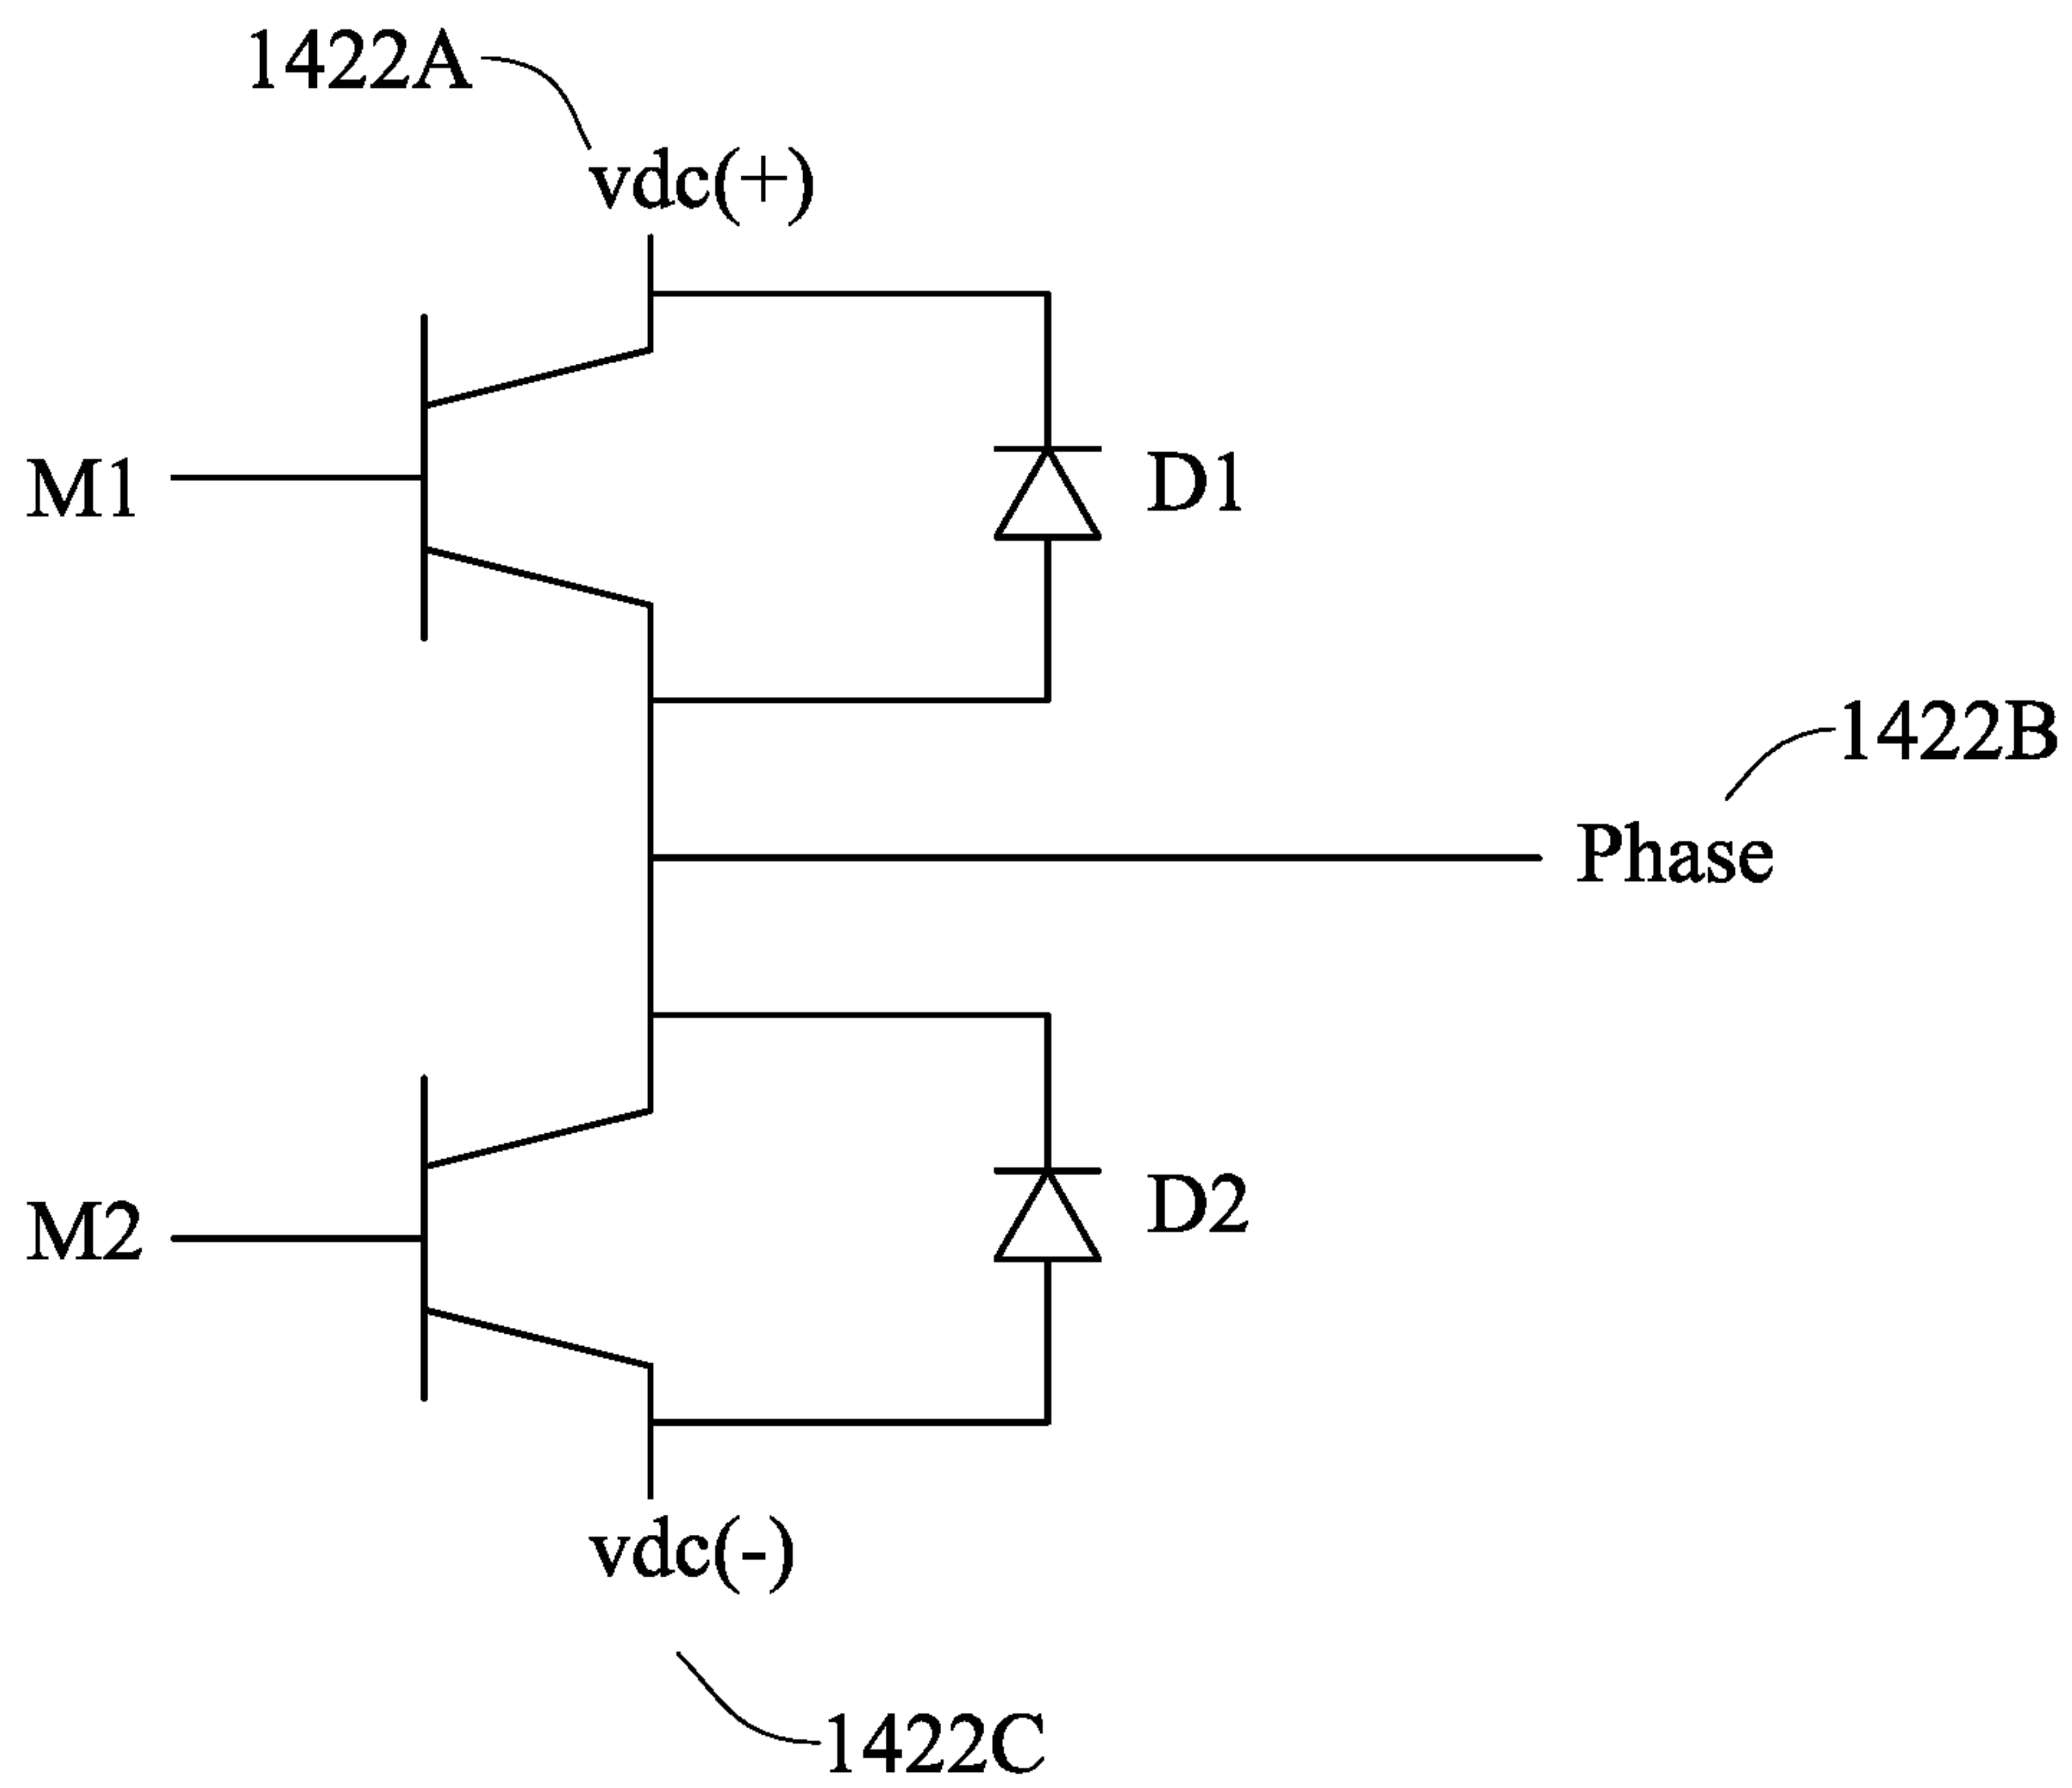 1422A
vdc(+)
M1
D1
1422B
Phase
M2
D2
vdc(-)
1422C